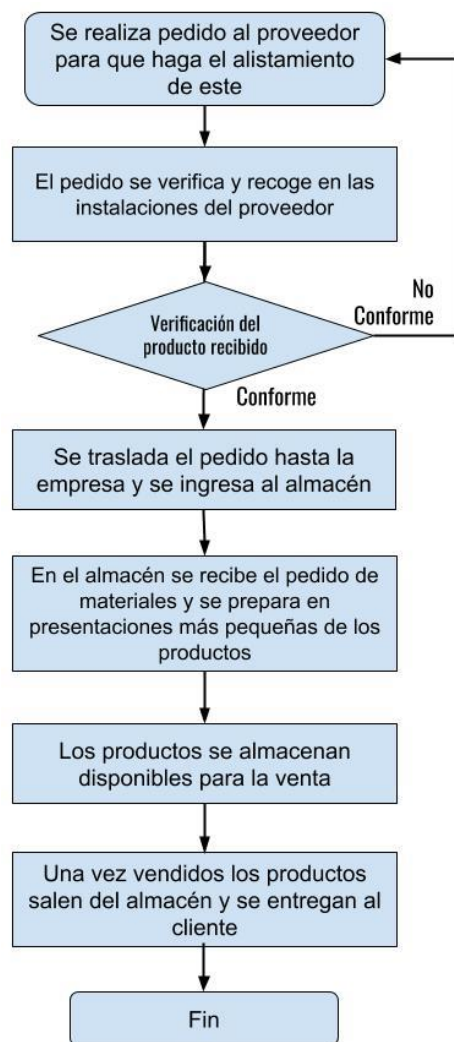 Se realiza pedido al proveedor
para que haga el alistamiento
de este
El pedido se verifica y recoge en las
instalaciones del proveedor
Verificación del
producto recibido
No
Conforme
Conforme
Se traslada el pedido hasta la
empresa y se ingresa al almacén
En el almacén se recibe el pedido de
materiales y se prepara en
presentaciones más pequeñas de los
productos
Los productos se almacenan
disponibles para la venta
Una vez vendidos los productos
salen del almacén y se entregan al
cliente
Fin